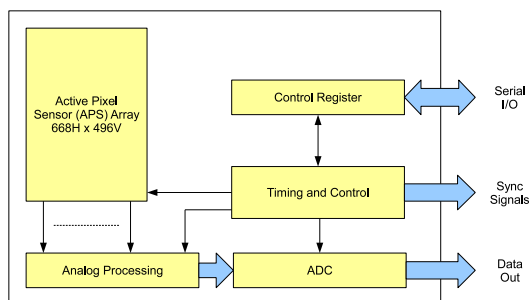 Active Pixel
Sensor (APS) Array
668H x 496V
Control Register
Serial
I/O
Timing and Control
Sync
Signals
Analog Processing
ADC
Data
Out